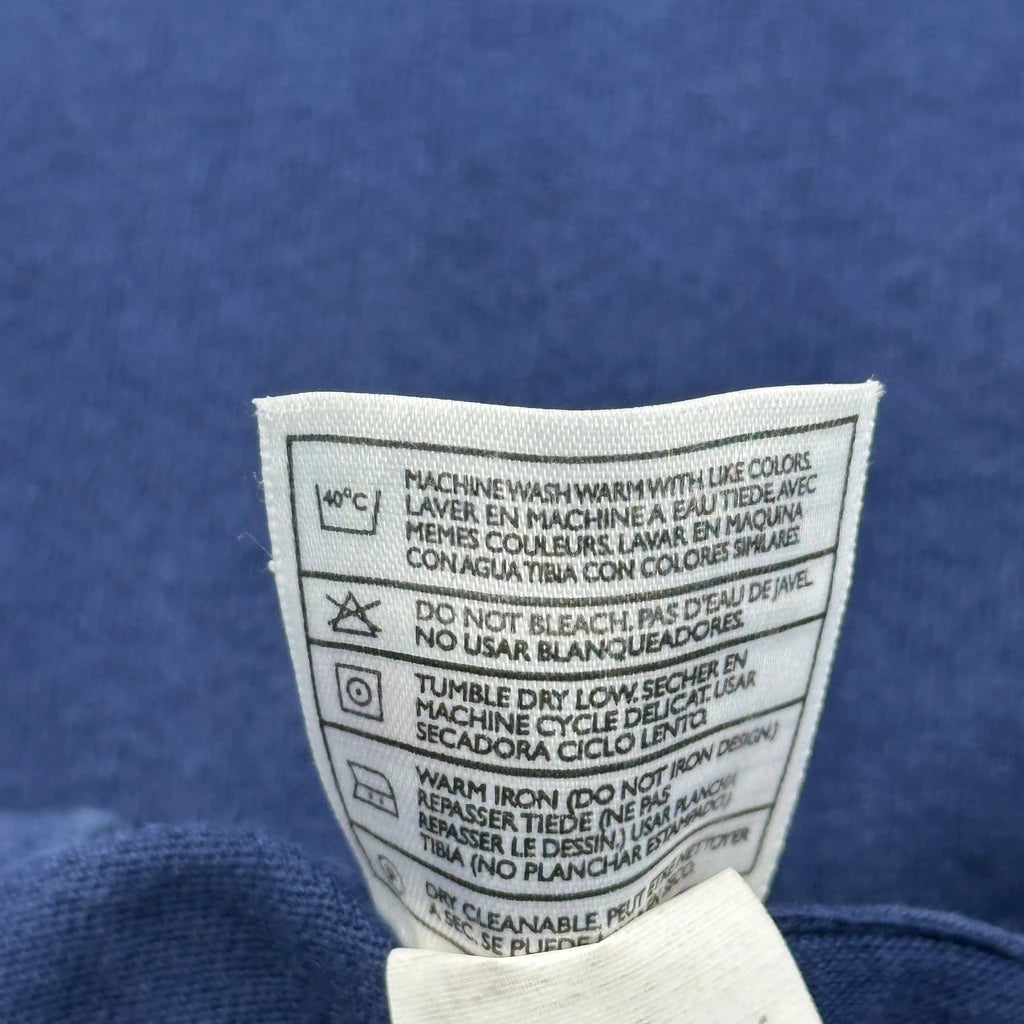 40°C
MACHINE WASH WARM WITH LIKE COLORS.
LAVER EN MACHINE A EAU TIEDE AVEC
MEMES COULEURS. LAVAR EN MAQUINA
CON AGUA TIBIA CON COLORES SIMILARES.
DO NOT BLEACH. PAS D'EAU DE JAVEL.
NO USAR BLANQUEADORES.
TUMBLE DRY LOW. SECHER EN
MACHINE CYCLE DELICAT. USAR
SECADORA CICLO LENTO.
WARM IRON (DO NOT IRON DESIGN.)
REPASSER TIEDE (NE PAS
REPASSER LE DESSIN.) USAR PLANCHA
TIBIA (NO PLANCHAR ESTAMPADO.)
DRY CLEANABLE. PEUT ETRE NETTOYER
A SEC. SE PUEDE